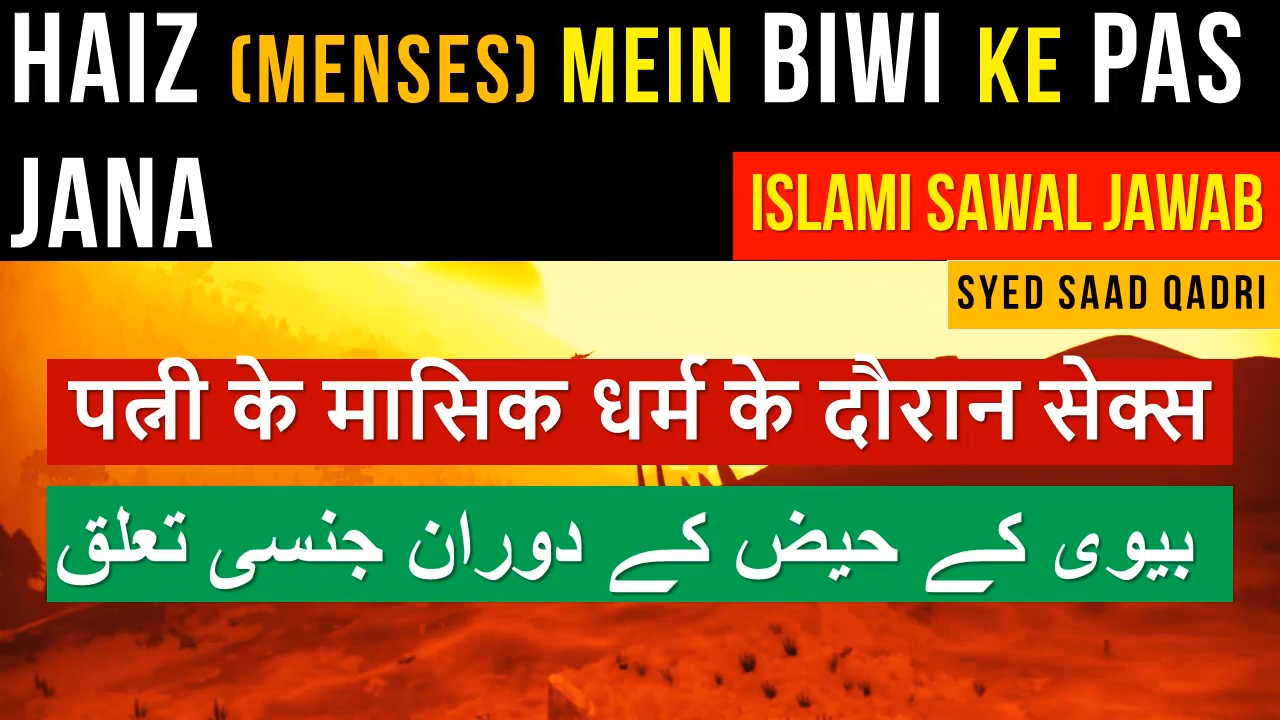 HAIZ (MENSES) MEIN BIWI KE PAS
JANA
ISLAMI SAWAL JAWAB
SYED SAAD QADRI
पत्नी के मासिक धर्म के दौरान सेक्स
بیوی کے حیض کے دوران جنسی تعلق